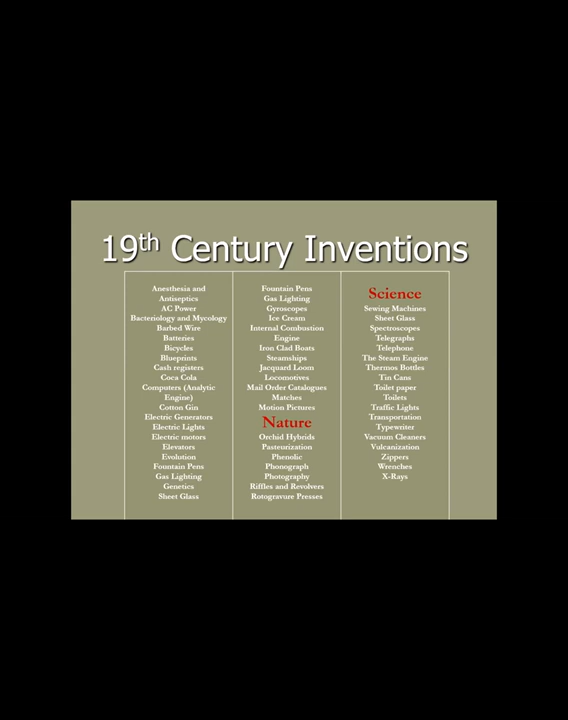 19th Century Inventions
Anesthesia and
Antiseptics
AC Power
Bacteriology and Mycology
Barbed Wire
Batteries
Bicycles
Blueprints
Cash registers
Coca Cola
Computers (Analytic
Engine)
Cotton Gin
Electric Generators
Electric Lights
Electric motors
Elevators
Evolution
Fountain Pens
Gas Lighting
Genetics
Sheet Glass
Fountain Pens
Gas Lighting
Gyroscopes
Ice Cream
Internal Combustion
Engine
Iron Clad Boats
Steamships
Jacquard Loom
Locomotives
Mail Order Catalogues
Matches
Motion Pictures
Nature
Orchid Hybrids
Pasteurization
Phenolic
Phonograph
Photography
Riffles and Revolvers
Rotogravure Presses
Science
Sewing Machines
Sheet Glass
Spectroscopes
Telegraphs
Telephone
The Steam Engine
Thermos Bottles
Tin Cans
Toilet paper
Toilets
Traffic Lights
Transportation
Typewriter
Vacuum Cleaners
Vulcanization
Zippers
Wrenches
X-Rays